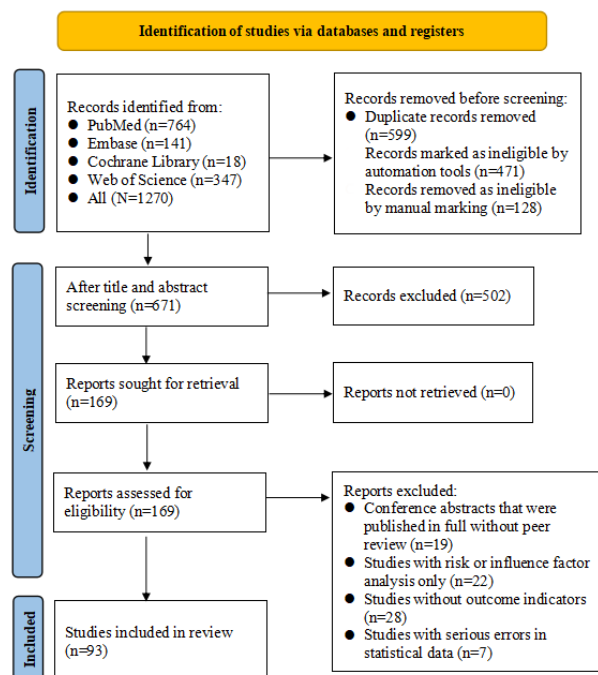 Identification of studies via databases and registers
Identification
Records identified from:
● PubMed (n=764)
● Embase (n=141)
● Cochrane Library (n=18)
● Web of Science (n=347)
● All (N=1270)
Records removed before screening:
● Duplicate records removed
(n=599)
Records marked as ineligible by
automation tools (n=471)
Records removed as ineligible
by manual marking (n=128)
Screening
After title and abstract
screening (n=671)
Records excluded (n=502)
Reports sought for retrieval
(n=169)
Reports not retrieved (n=0)
Reports assessed for
eligibility (n=169)
Reports excluded:
● Conference abstracts that were
published in full without peer
review (n=19)
● Studies with risk or influence factor
analysis only (n=22)
● Studies without outcome indicators
(n=28)
● Studies with serious errors in
statistical data (n=7)
Included
Studies included in review
(n=93)